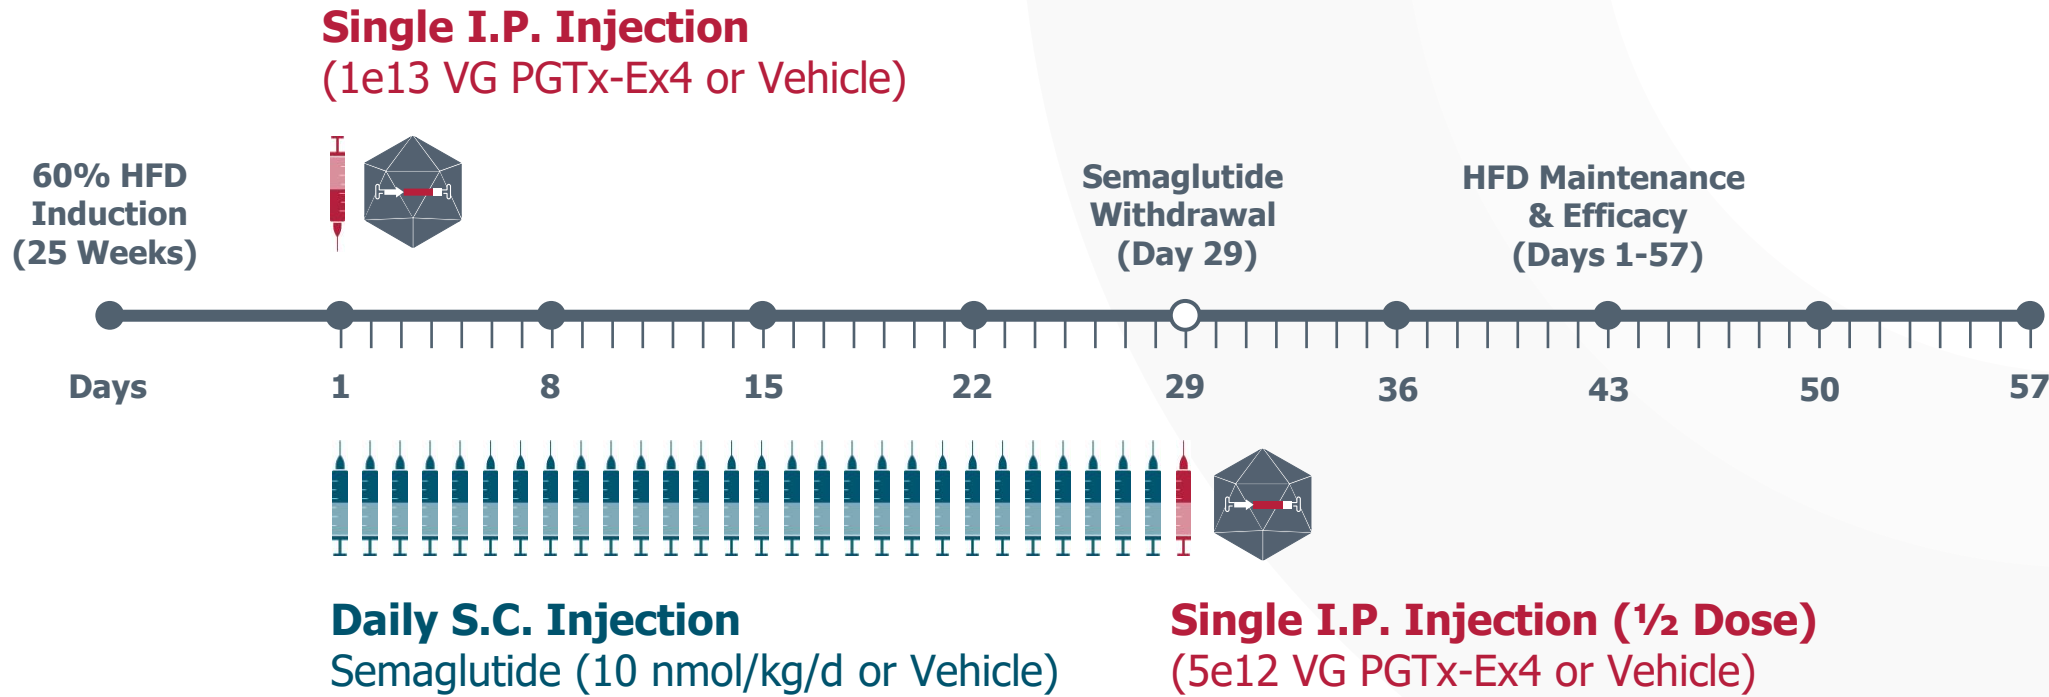 Single I.P. Injection
(1e13 VG PGTx-Ex4 or Vehicle)
60% HFD
Induction
(25 Weeks)
Semaglutide
Withdrawal
(Day 29)
HFD Maintenance
& Efficacy
(Days 1-57)
Days 1 8 15 22 29 36 43 50 57
Daily S.C. Injection
Semaglutide (10 nmol/kg/d or Vehicle)
Single I.P. Injection (½ Dose)
(5e12 VG PGTx-Ex4 or Vehicle)